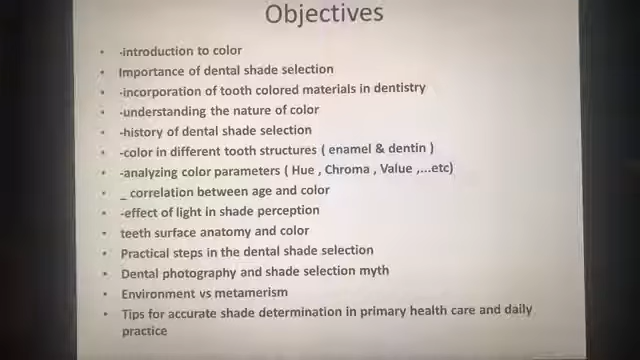 Objectives
• -introduction to color
• Importance of dental shade selection
• -incorporation of tooth colored materials in dentistry
• -understanding the nature of color
• -history of dental shade selection
• -color in different tooth structures ( enamel & dentin )
• -analyzing color parameters ( Hue , Chroma , Value ,...etc)
• _ correlation between age and color
• -effect of light in shade perception
• teeth surface anatomy and color
• Practical steps in the dental shade selection
• Dental photography and shade selection myth
• Environment vs metamerism
• Tips for accurate shade determination in primary health care and daily
practice